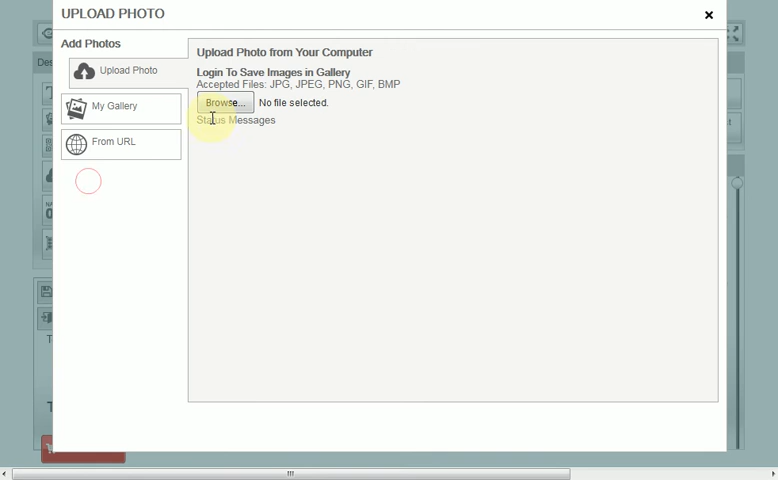 UPLOAD PHOTO
Add Photos
Upload Photo
My Gallery
From URL
Upload Photo from Your Computer
Login To Save Images in Gallery
Accepted Files: JPG, JPEG, PNG, GIF, BMP
Browse... No file selected.
Status Messages
Des